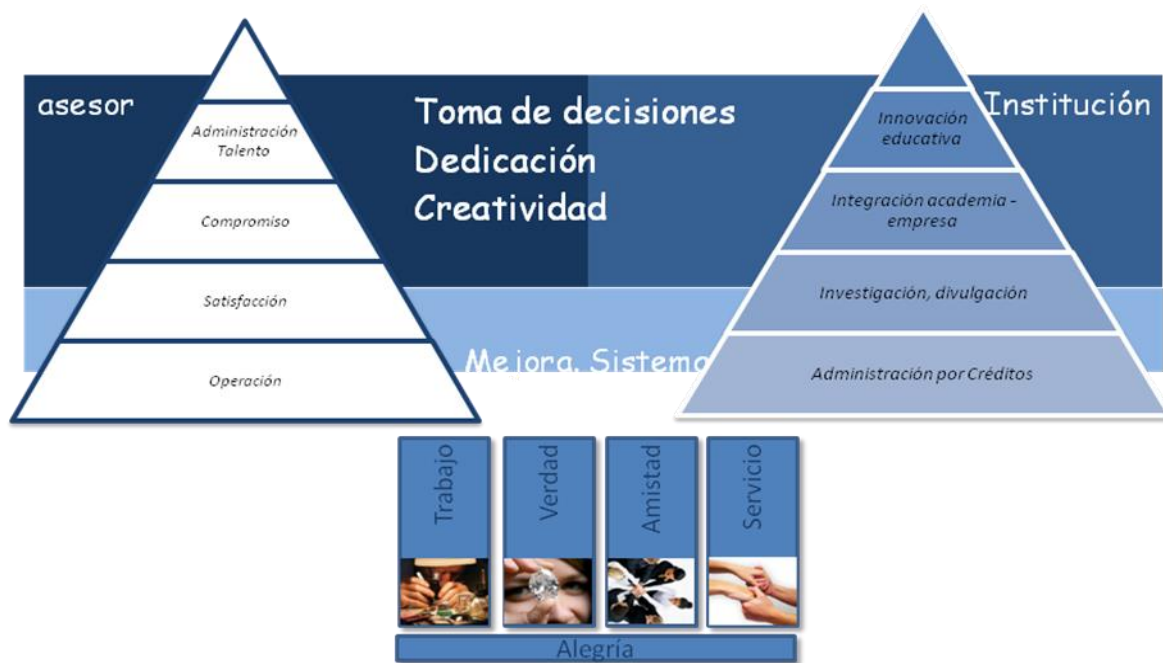 asesor
Administración
Talento
Compromiso
Satisfacción
Operación
Toma de decisiones
Dedicación
Creatividad
Mejora. Sistema
Institución
Innovación
educativa
Integración academia -
empresa
Investigación, divulgación
Administración por Créditos
Trabajo
Verdad
Amistad
Servicio
Alegría